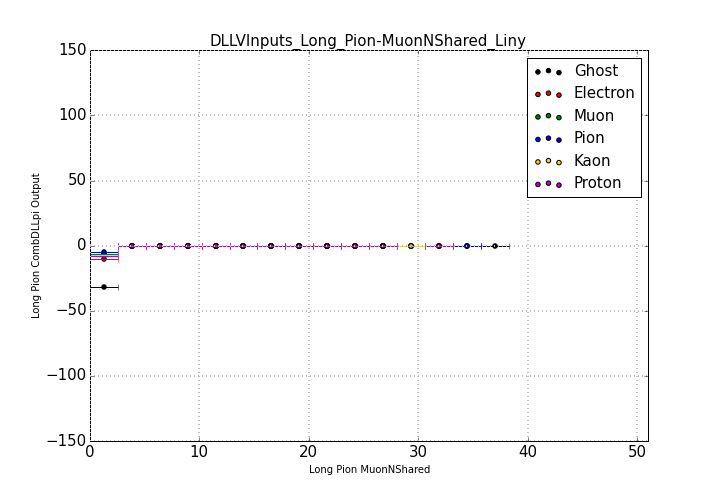 DLLVInputs_Long_Pion-MuonNShared_Liny
150
100
50
0
−50
−100
−150
Long Pion CombDLLpi Output
Ghost
Electron
Muon
Pion
Kaon
Proton
0 10 20 30 40 50
Long Pion MuonNShared